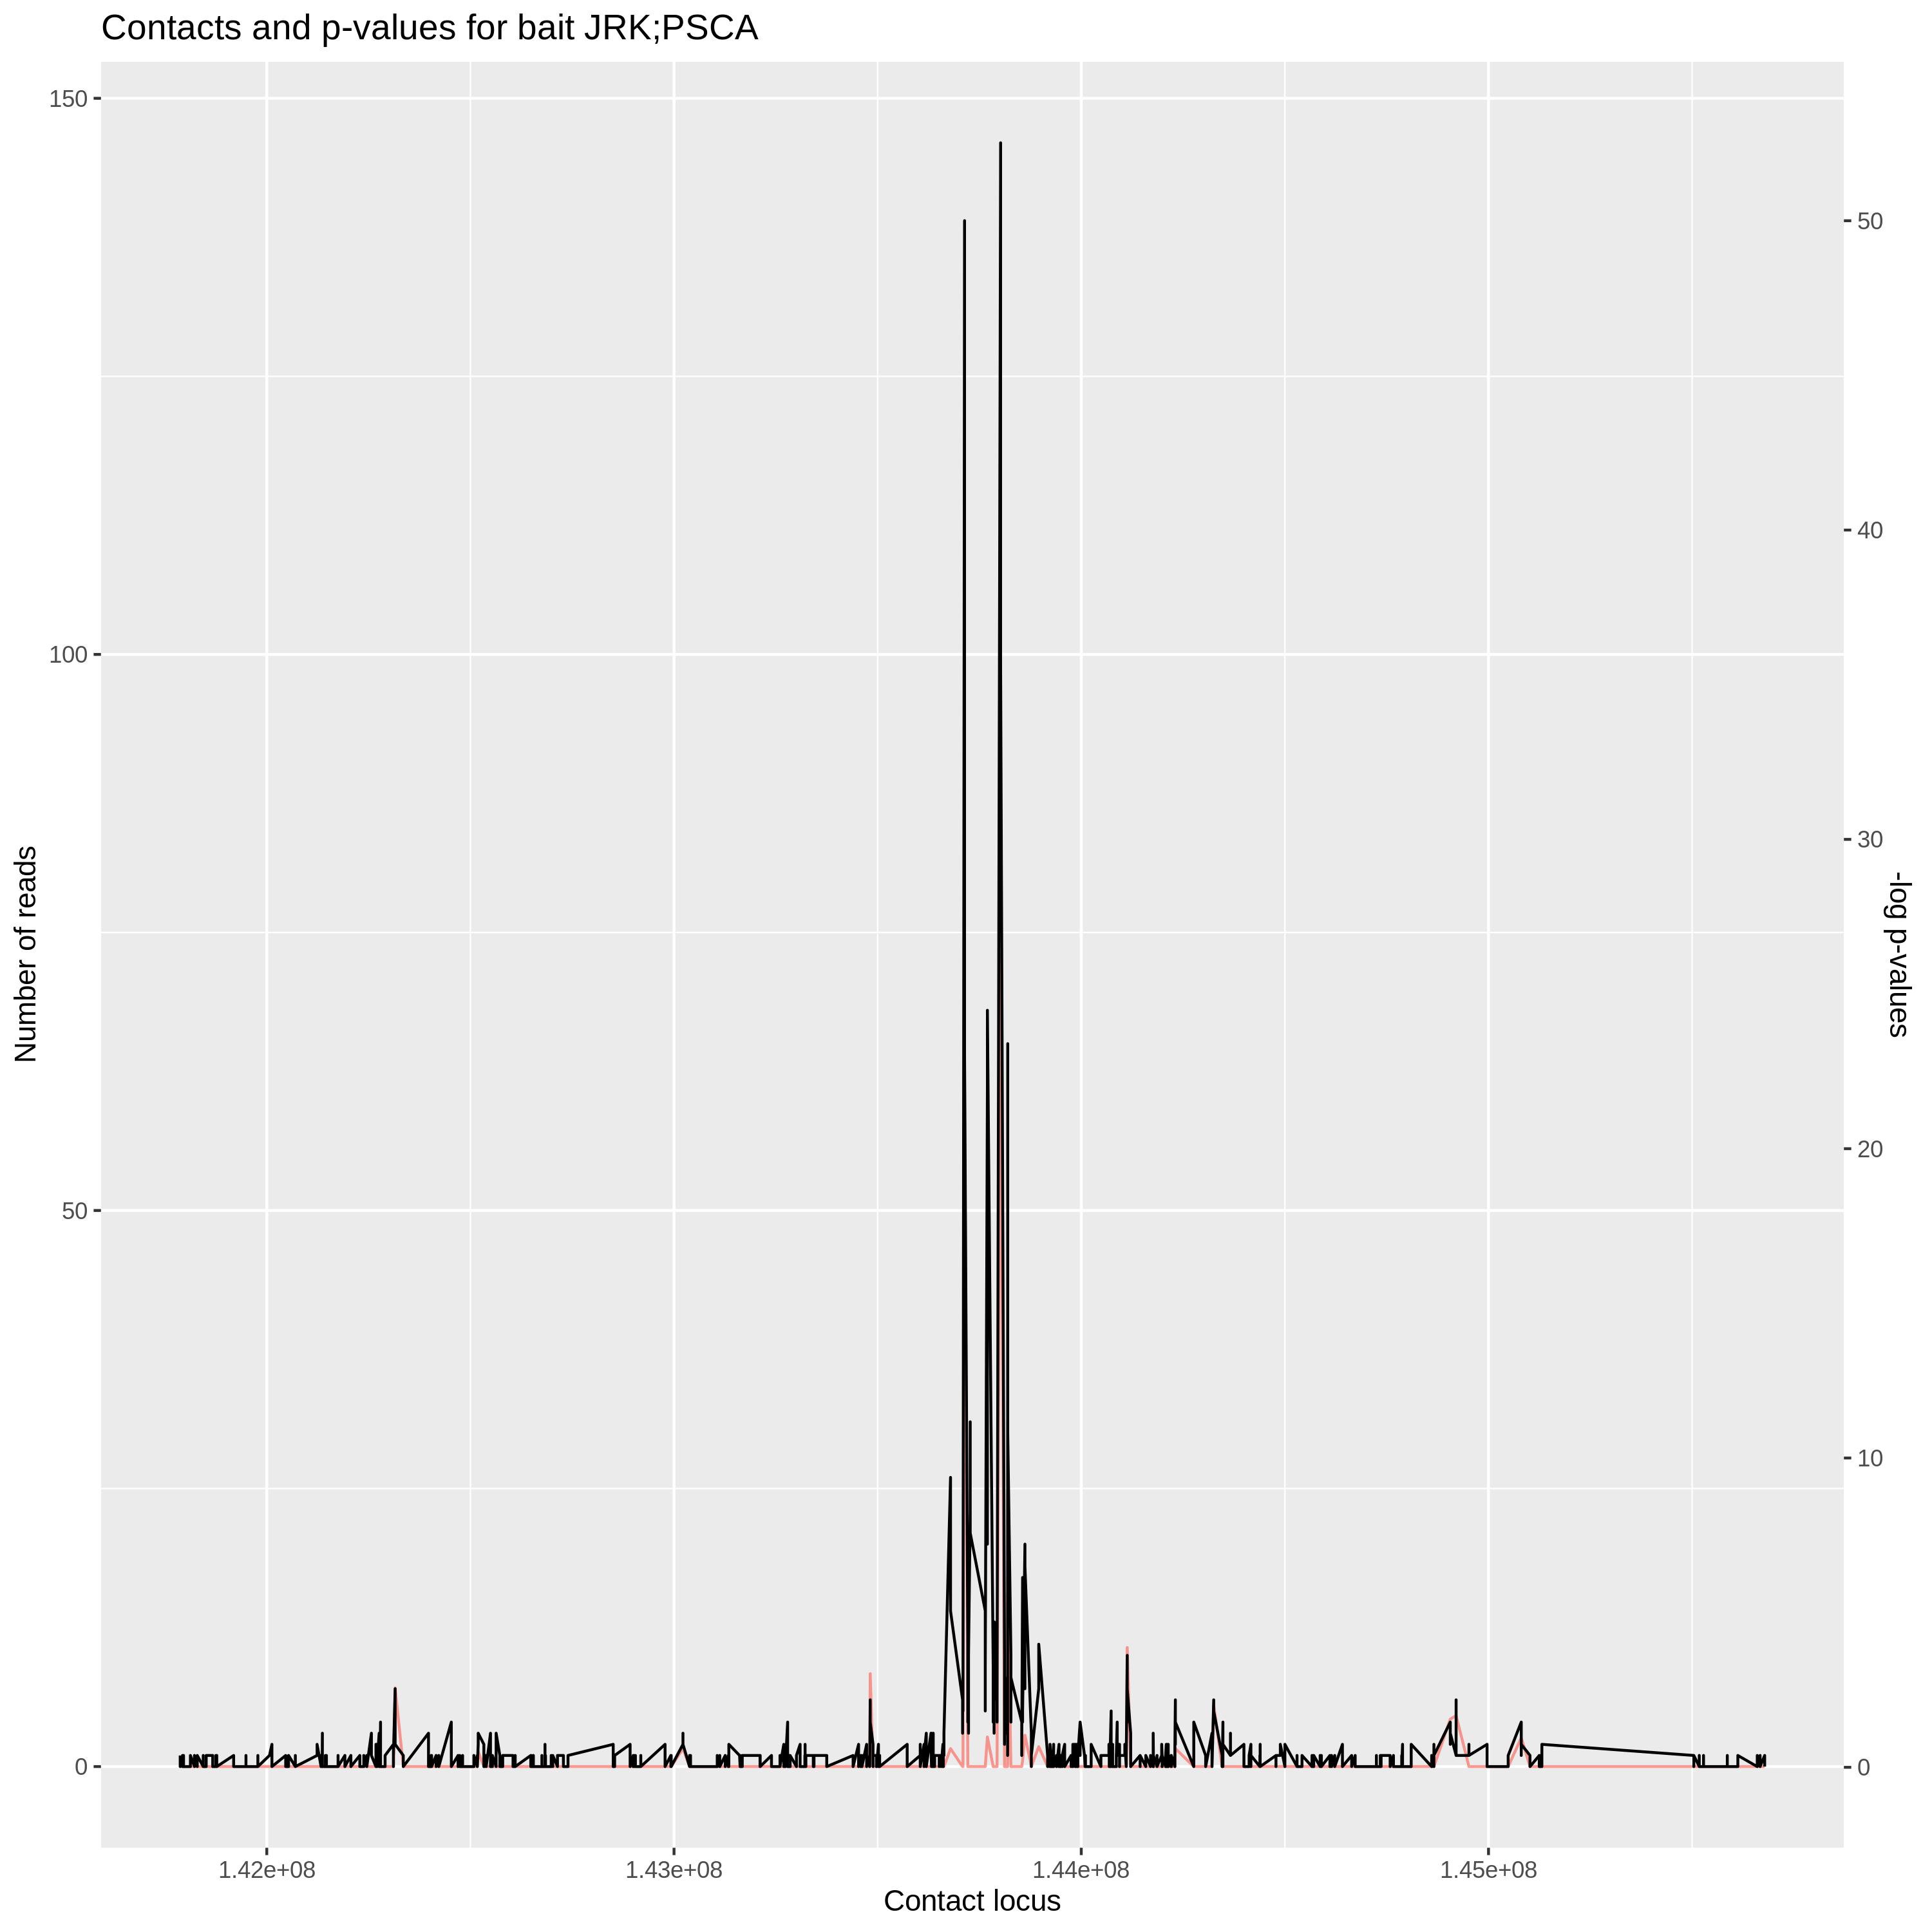 Contacts and p-values for bait JRK;PSCA
150
100
50
0
Number of reads
50
40
30
20
10
0
-log p-values
1.42e+08
1.43e+08
1.44e+08
1.45e+08
Contact locus